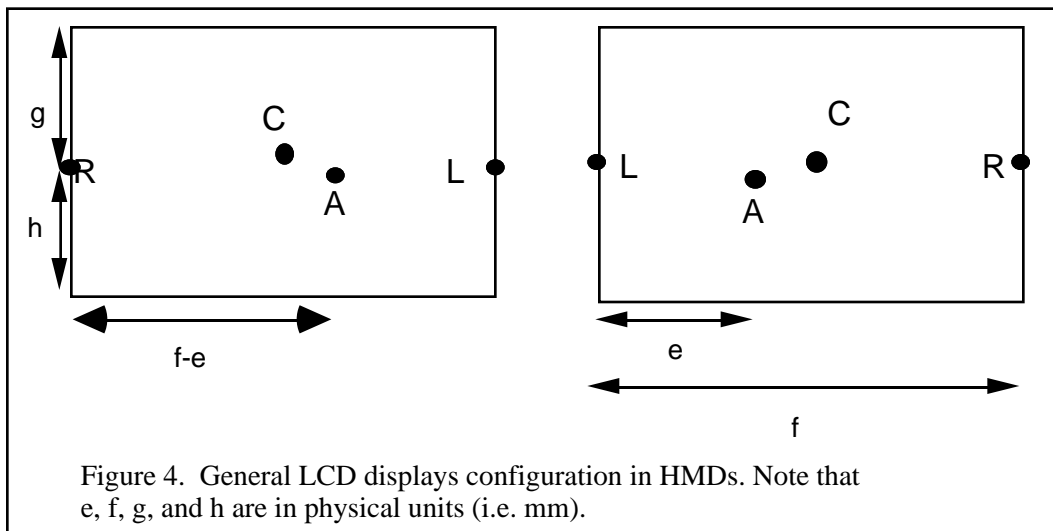 g
C
R
L
A
h
f-e
C
L
R
A
e
f
Figure 4. General LCD displays configuration in HMDs. Note that
e, f, g, and h are in physical units (i.e. mm).